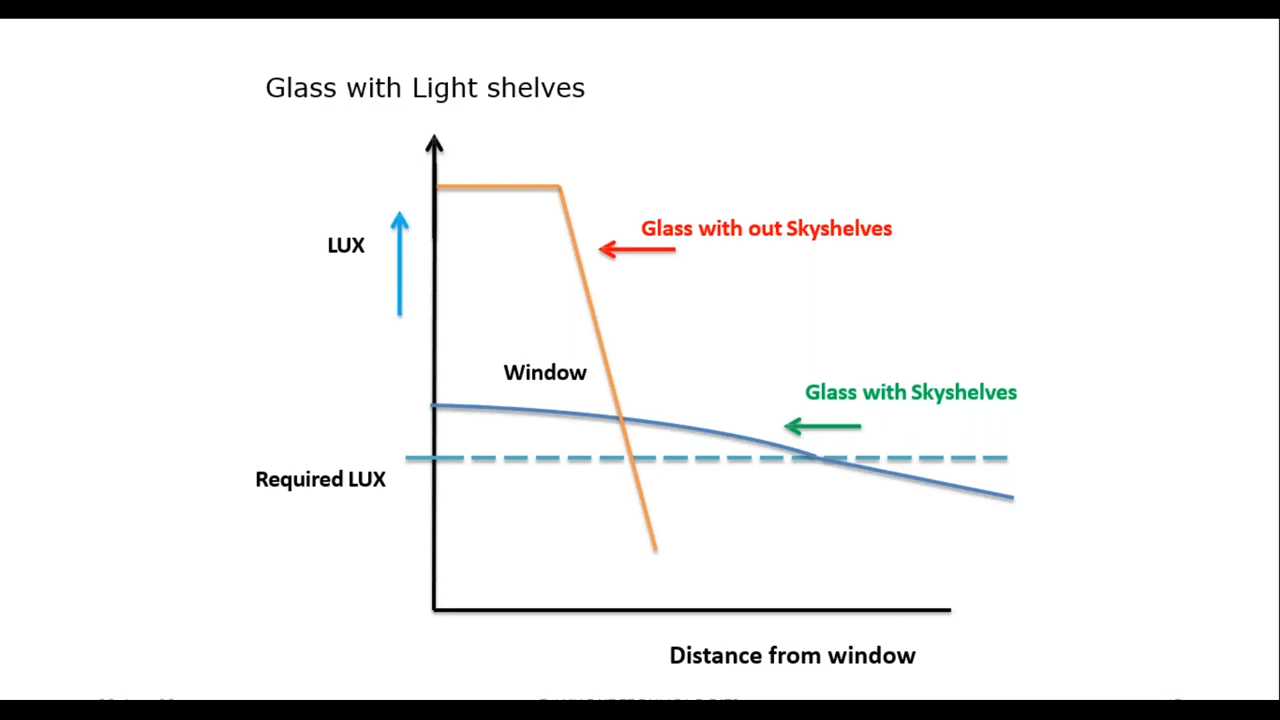 Glass with Light shelves
Glass with out Skyshelves
LUX
Window
Glass with Skyshelves
Required LUX
Distance from window